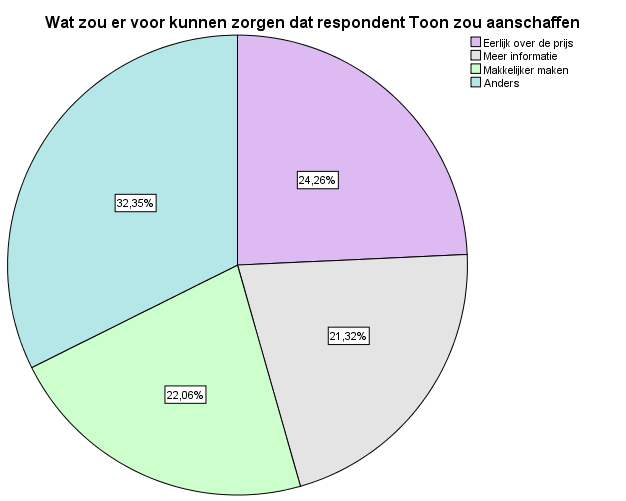 Wat zou er voor kunnen zorgen dat respondent Toon zou aanschaffen
Eerlijk over de prijs
Meer informatie
Makkelijker maken
Anders
24,26%
32,35%
21,32%
22,06%